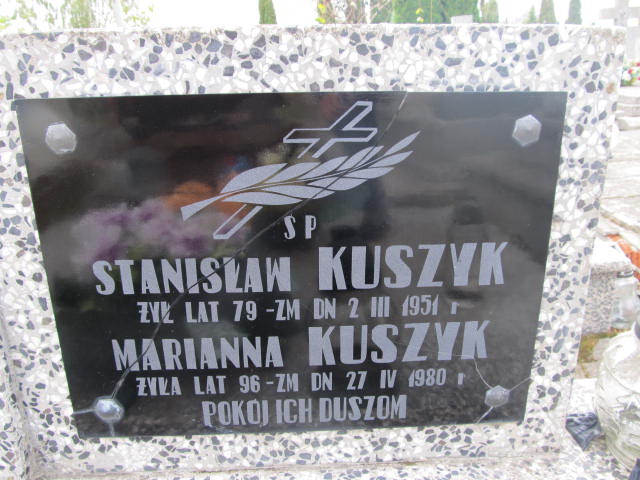 SP
STANISŁAW KUSZYK
ŻYŁ LAT 79 -ZM DN 2 III 1951 r
MARIANNA KUSZYK
ŻYŁA LAT 96 -ZM DN 27 IV 1980 r
POKÓJ ICH DUSZOM